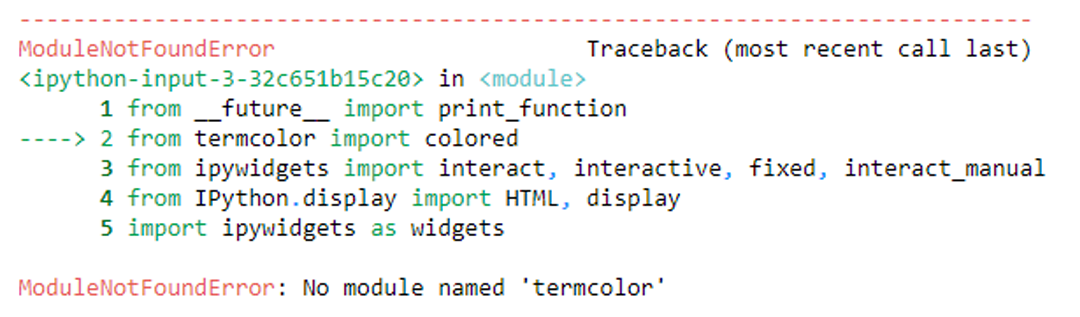 ---------------------------------------------------------------------------
ModuleNotFoundError                       Traceback (most recent call last)
<ipython-input-3-32c651b15c20> in <module>
      1 from __future__ import print_function
----> 2 from termcolor import colored
      3 from ipywidgets import interact, interactive, fixed, interact_manual
      4 from IPython.display import HTML, display
      5 import ipywidgets as widgets
ModuleNotFoundError: No module named 'termcolor'